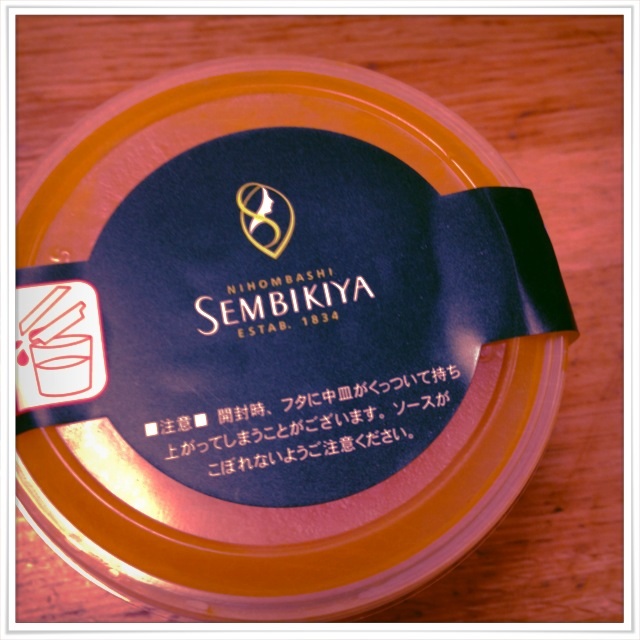 NIHOMBASHI
SEMBIKIYA
ESTAB. 1834
■注意■ 開封時、フタに中皿がくっついて持ち
上がってしまうことがございます。ソースが
こぼれないようご注意ください。